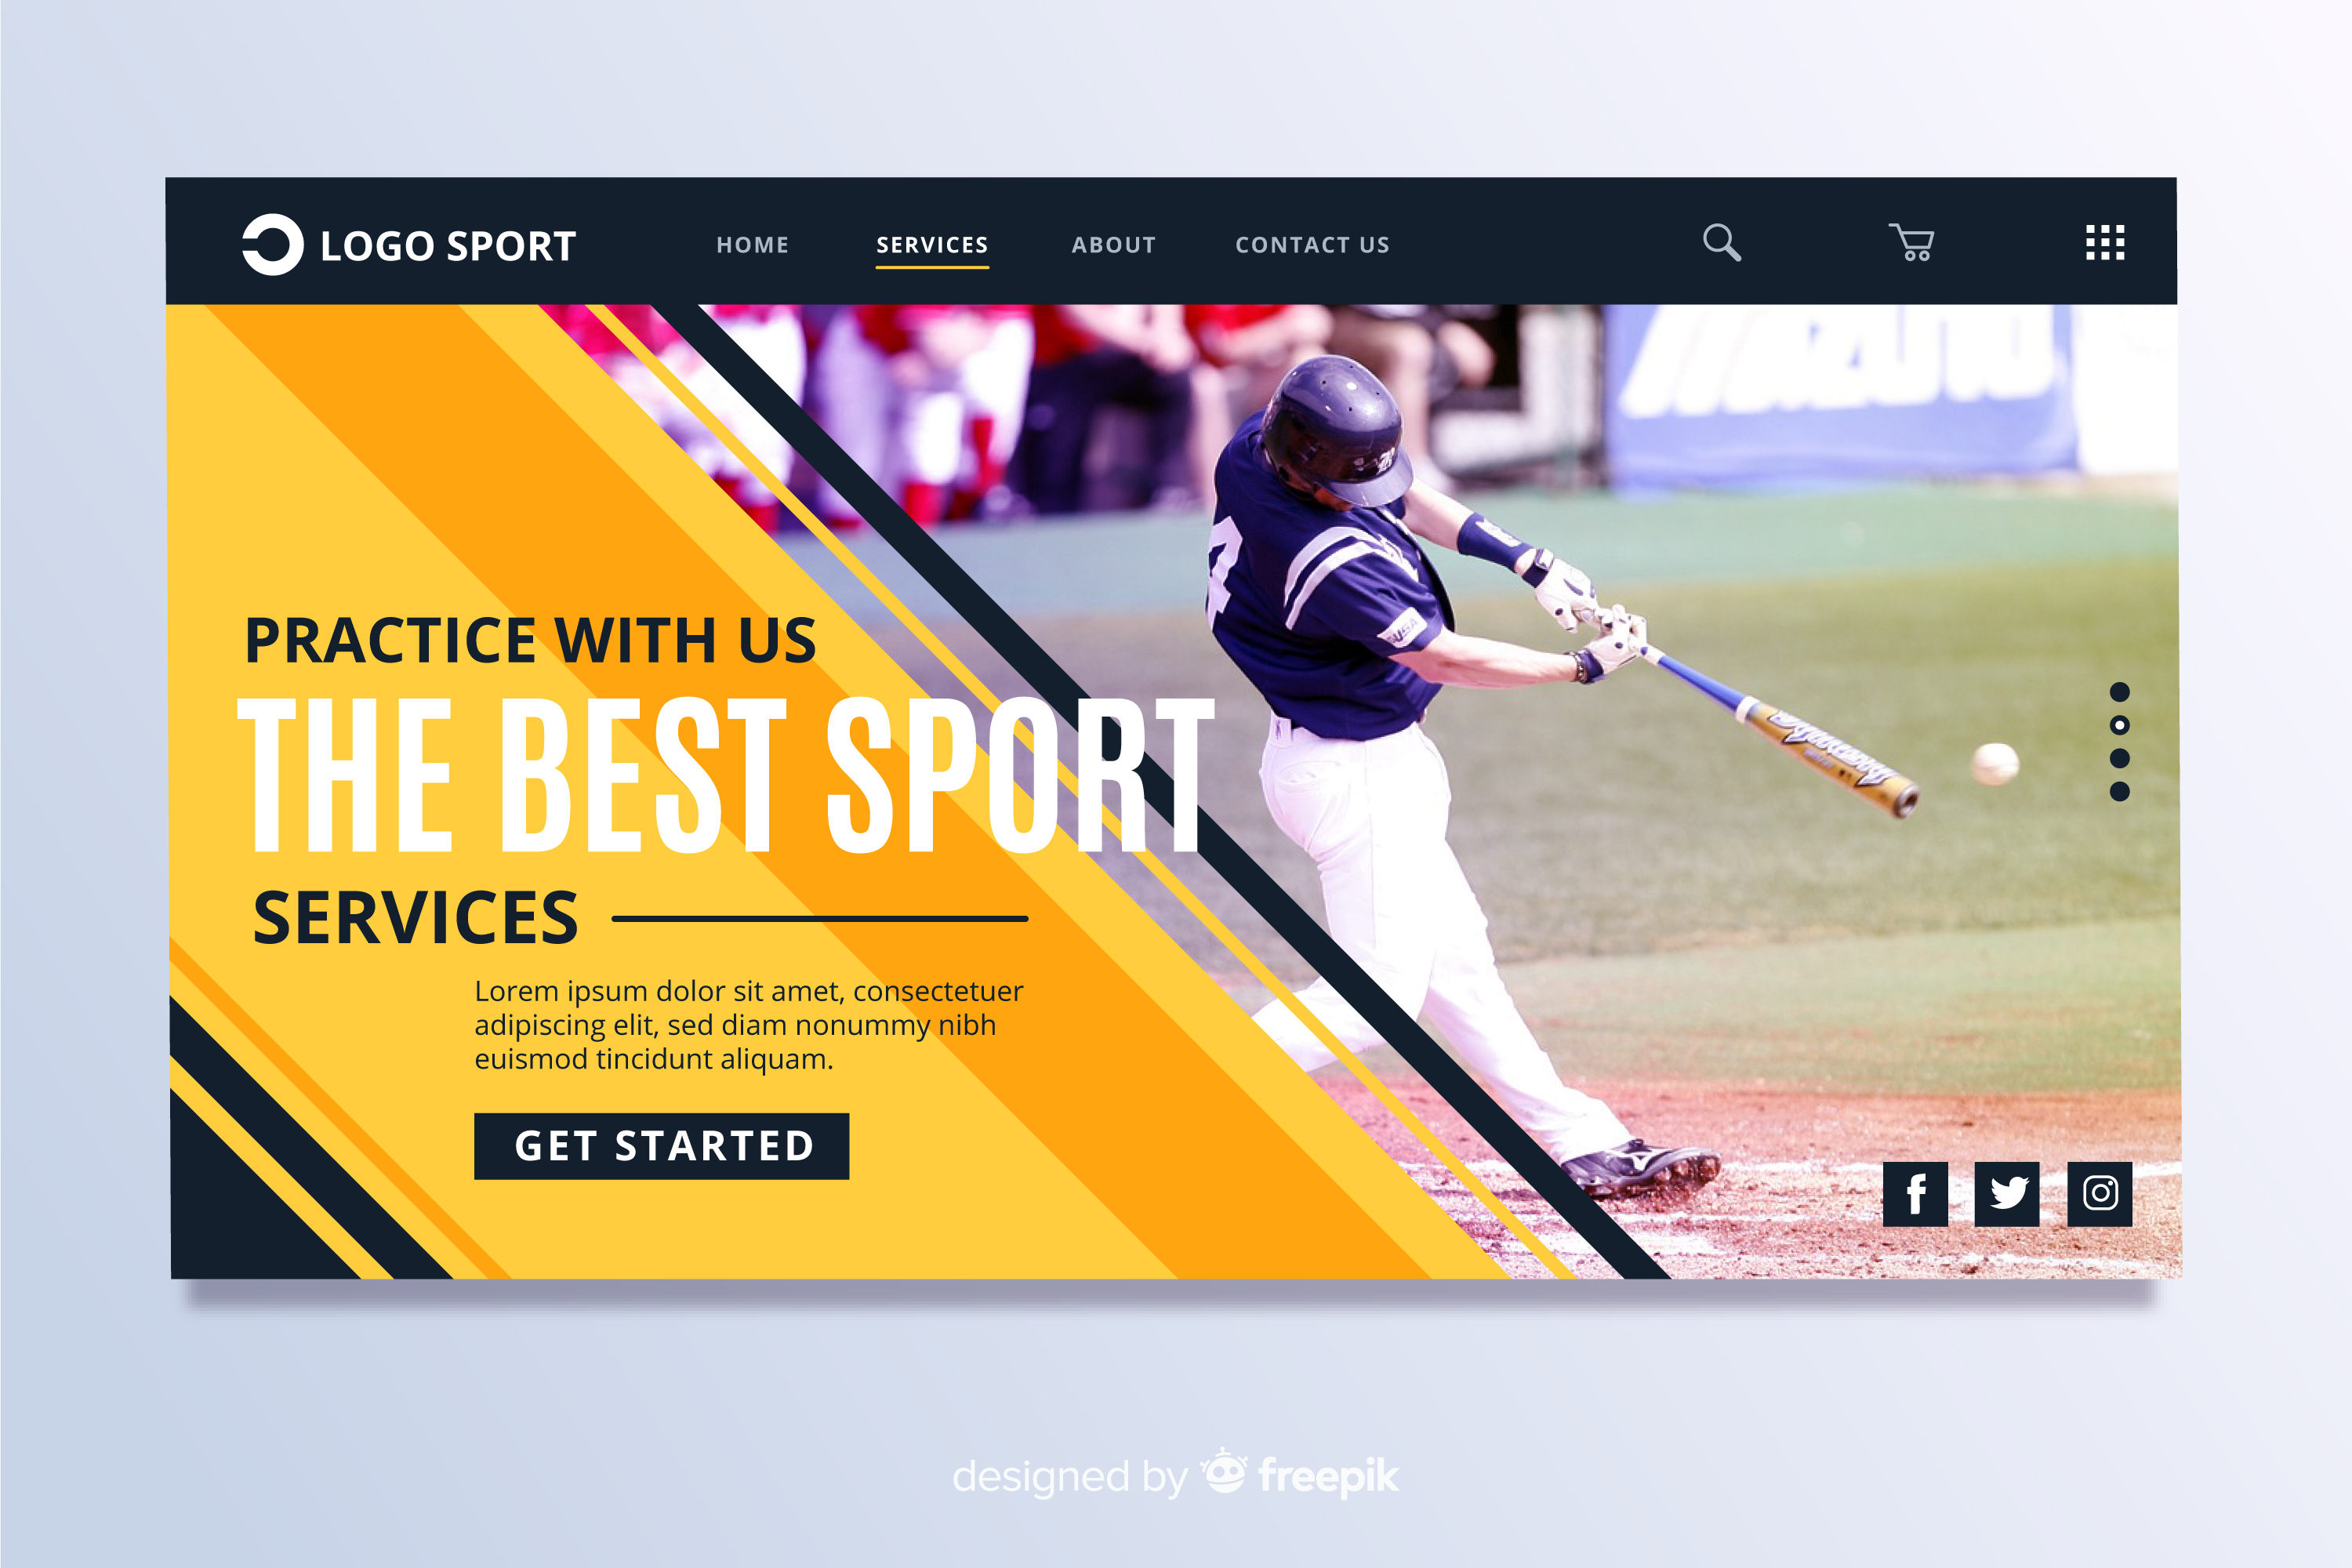 LOGO SPORT
HOME
SERVICES
ABOUT
CONTACT US
PRACTICE WITH US
THE BEST SPORT
SERVICES
Lorem ipsum dolor sit amet, consectetuer
adipiscing elit, sed diam nonummy nibh
euismod tincidunt aliquam.
GET STARTED
USA
designed by freepik